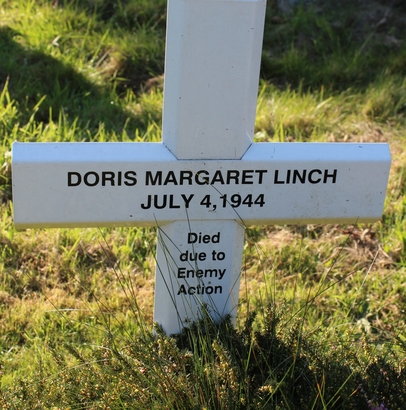 DORIS MARGARET LINCH
JULY 4,1944
Died
due to
Enemy
Action